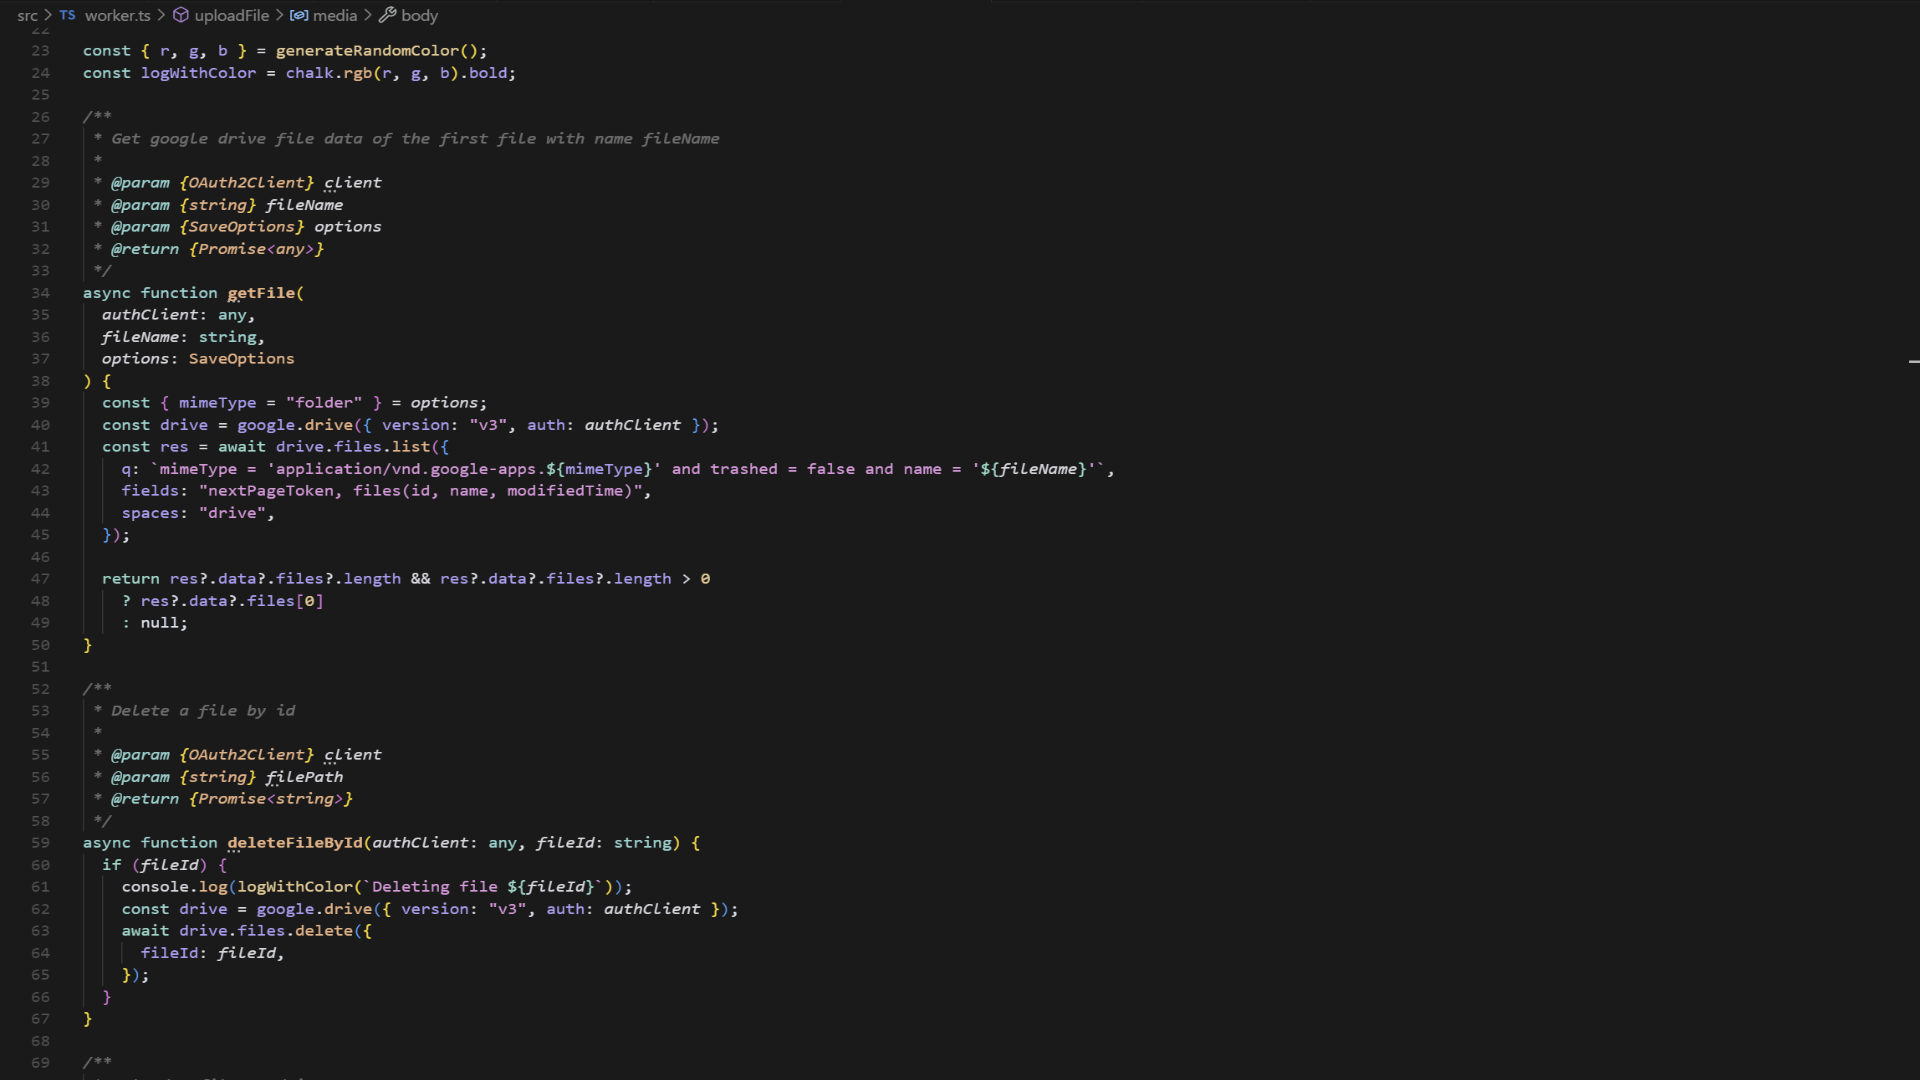 src > TS worker.ts > uploadFile > media > body
22
23 const { r, g, b } = generateRandomColor();
24 const logWithColor = chalk.rgb(r, g, b).bold;
25
26 /**
27  * Get google drive file data of the first file with name fileName
28  *
29  * @param {OAuth2Client} client
30  * @param {string} fileName
31  * @param {SaveOptions} options
32  * @return {Promise<any>}
33  */
34 async function getFile(
35   authClient: any,
36   fileName: string,
37   options: SaveOptions
38 ) {
39   const { mimeType = "folder" } = options;
40   const drive = google.drive({ version: "v3", auth: authClient });
41   const res = await drive.files.list({
42     q: `mimeType = 'application/vnd.google-apps.${mimeType}' and trashed = false and name = '${fileName}'`,
43     fields: "nextPageToken, files(id, name, modifiedTime)",
44     spaces: "drive",
45   });
46
47   return res?.data?.files?.length && res?.data?.files?.length > 0
48     ? res?.data?.files[0]
49     : null;
50 }
51
52 /**
53  * Delete a file by id
54  *
55  * @param {OAuth2Client} client
56  * @param {string} filePath
57  * @return {Promise<string>}
58  */
59 async function deleteFileById(authClient: any, fileId: string) {
60   if (fileId) {
61     console.log(logWithColor(`Deleting file ${fileId}`));
62     const drive = google.drive({ version: "v3", auth: authClient });
63     await drive.files.delete({
64       fileId: fileId,
65     });
66   }
67 }
68
69 /**